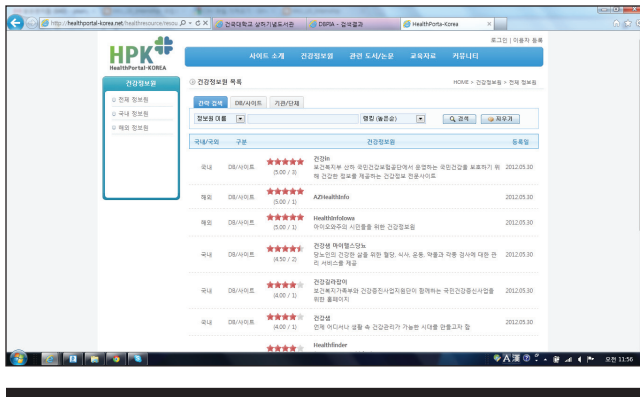 http://healthportal-korea.net/healthresource/resou
건국대학교 상허기념도서관
DBPIA - 검색결과
HealthPorta-Korea
로그인 | 이용자 등록
HPK
HealthPortal-KOREA
사이트 소개
건강정보원
관련 도서/논문
교육자료
커뮤니티
건강정보원
전체 정보원
국내 정보원
해외 정보원
건강정보원 목록
HOME > 건강정보원 > 전체 정보원
간략 검색
DB/사이트
기관/단체
정보원 이름
랭킹 (높은순)
검색
지우기
국내/국외 구분 건강정보원 등록일
국내 DB/사이트 (5.00 / 3) 건강in 2012.05.30
보건복지부 산하 국민건강보험공단에서 운영하는 국민건강을 보호하기 위
해 건강한 정보를 제공하는 건강정보 전문사이트
해외 DB/사이트 (5.00 / 1) AZHealthInfo 2012.05.30
해외 DB/사이트 (5.00 / 1) HealthInfoIowa 2012.05.30
아이오와주의 시민들을 위한 건강정보원
국내 DB/사이트 (4.50 / 2) 건강샘 마이헬스당뇨 2012.05.30
당뇨인의 건강한 삶을 위한 혈당, 식사, 운동, 약물과 각종 검사에 대한 관
리 서비스를 제공
국내 DB/사이트 (4.00 / 1) 건강길라잡이 2012.05.30
보건복지가족부와 건강증진사업지원단이 함께하는 국민건강증신사업을
위한 홈페이지
국내 DB/사이트 (4.00 / 1) 건강샘 2012.05.30
언제 어디서나 생활 속 건강관리가 가능한 시대를 만들고자 함
Healthfinder
A 漢
오전 11:56